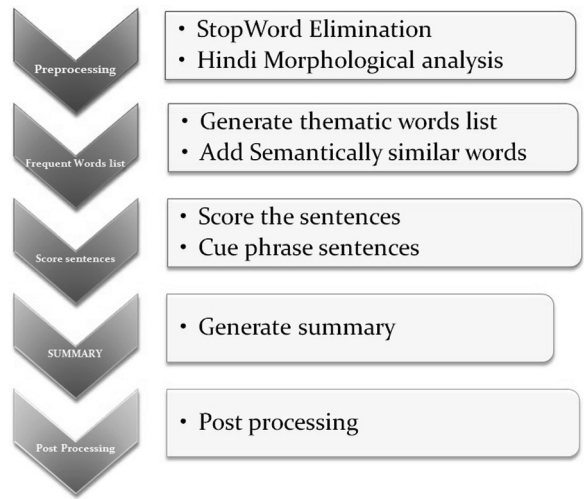 Preprocessing
• StopWord Elimination
• Hindi Morphological analysis
Frequent Words list
• Generate thematic words list
• Add Semantically similar words
Score sentences
• Score the sentences
• Cue phrase sentences
SUMMARY
• Generate summary
Post Processing
• Post processing